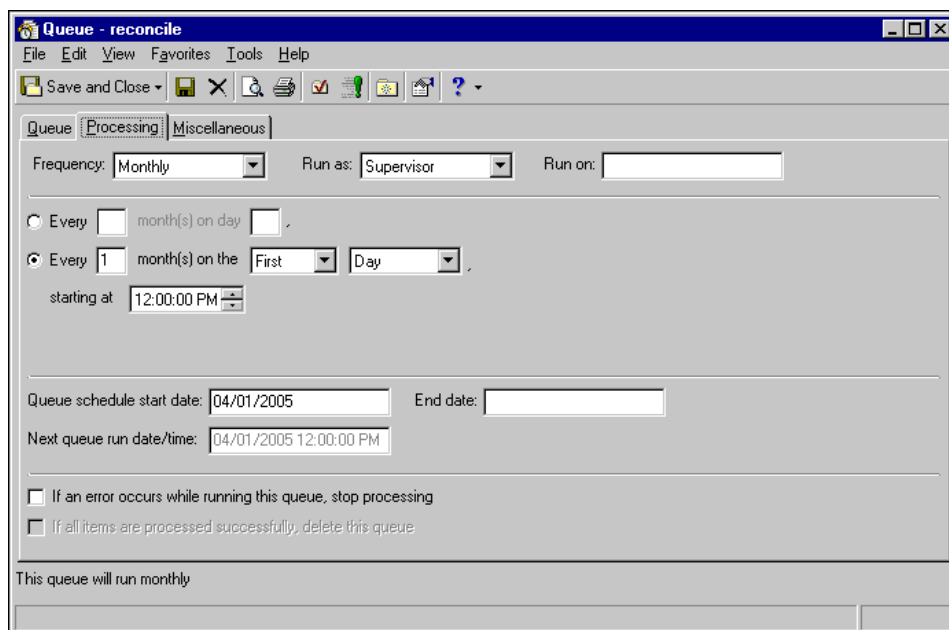 Queue - reconcile
File Edit View Favorites Tools Help
Save and Close ?
Queue Processing Miscellaneous
Frequency: Monthly Run as: Supervisor Run on:
Every month(s) on day ,
Every 1 month(s) on the First Day ,
starting at 12:00:00 PM
Queue schedule start date: 04/01/2005 End date:
Next queue run date/time: 04/01/2005 12:00:00 PM
If an error occurs while running this queue, stop processing
If all items are processed successfully, delete this queue
This queue will run monthly